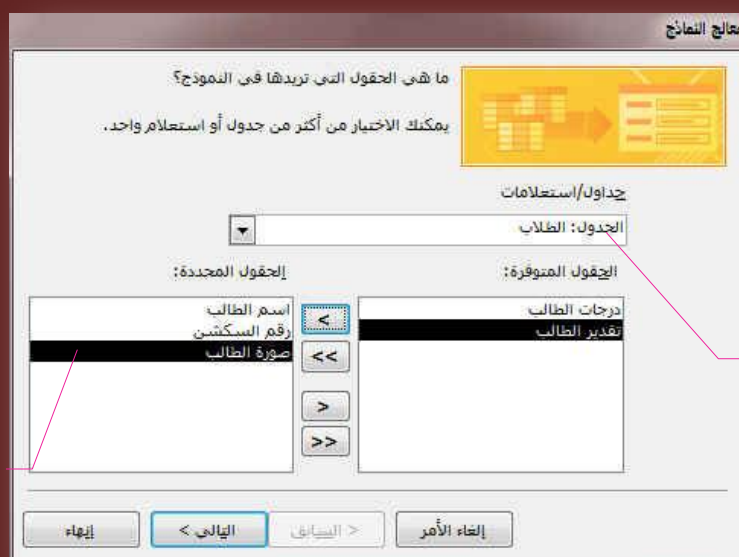 معالج النماذج
ما هي الحقول التي تريدها في النموذج؟
يمكنك الاختيار من أكثر من جدول أو استعلام واحد.
جداول/استعلامات
الجدول: الطلاب
الحقول المتوفرة:
درجات الطالب
تقدير الطالب
>
>>
<
<<
الحقول المحددة:
اسم الطالب
رقم السكشن
صورة الطالب
إلغاء الأمر
< السابق
التالي >
إنهاء